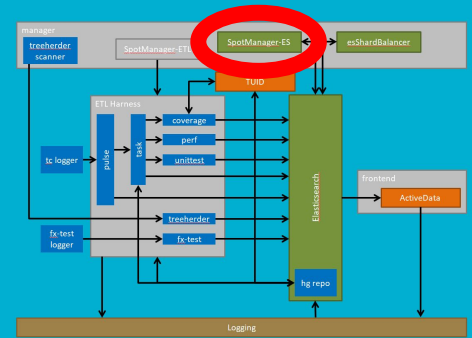 manager
treeherder
scanner
SpotManager-ETL
SpotManager-ES
esShardBalancer
TUID
ETL Harness
coverage
perf
unittest
pulse
task
tc logger
treeherder
fx-test
logger
fx-test
Elasticsearch
hg repo
frontend
ActiveData
Logging